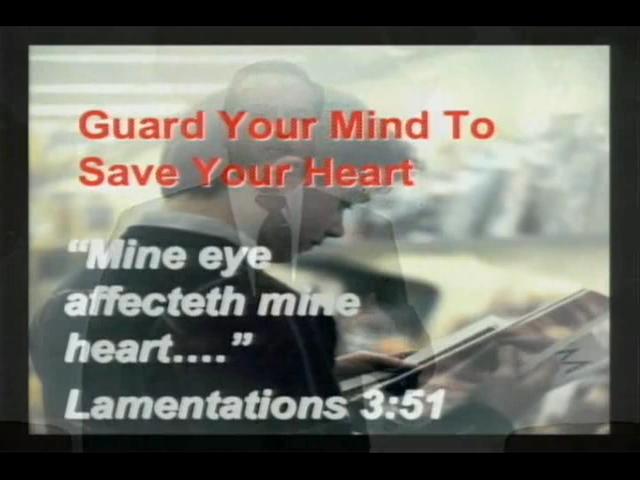 Guard Your Mind To
Save Your Heart
“Mine eye
affecteth mine
heart....”
Lamentations 3:51